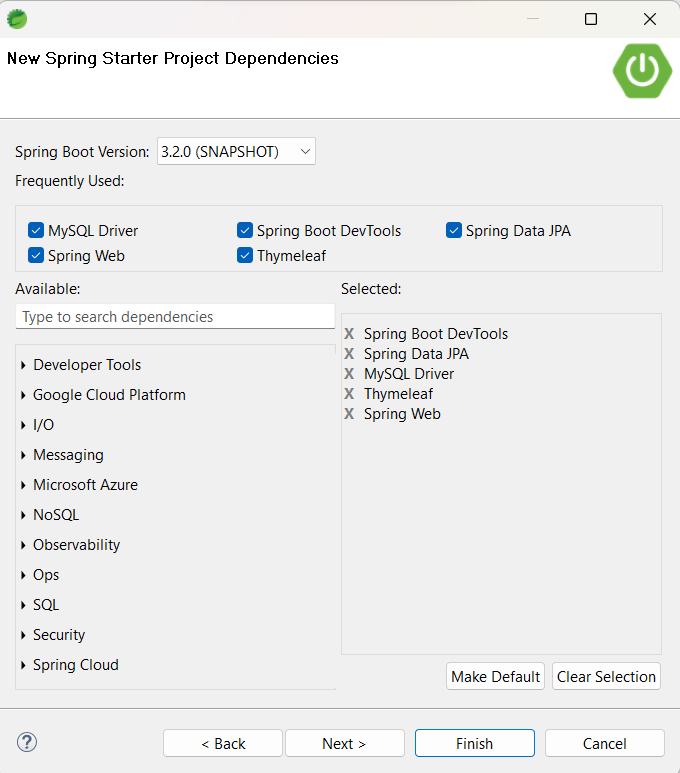 New Spring Starter Project Dependencies
Spring Boot Version: 3.2.0 (SNAPSHOT)
Frequently Used:
MySQL Driver Spring Boot DevTools Spring Data JPA
Spring Web Thymeleaf
Available: Selected:
Type to search dependencies
X Spring Boot DevTools
X Spring Data JPA
X MySQL Driver
X Thymeleaf
X Spring Web
Developer Tools
Google Cloud Platform
I/O
Messaging
Microsoft Azure
NoSQL
Observability
Ops
SQL
Security
Spring Cloud
Make Default Clear Selection
? < Back Next > Finish Cancel